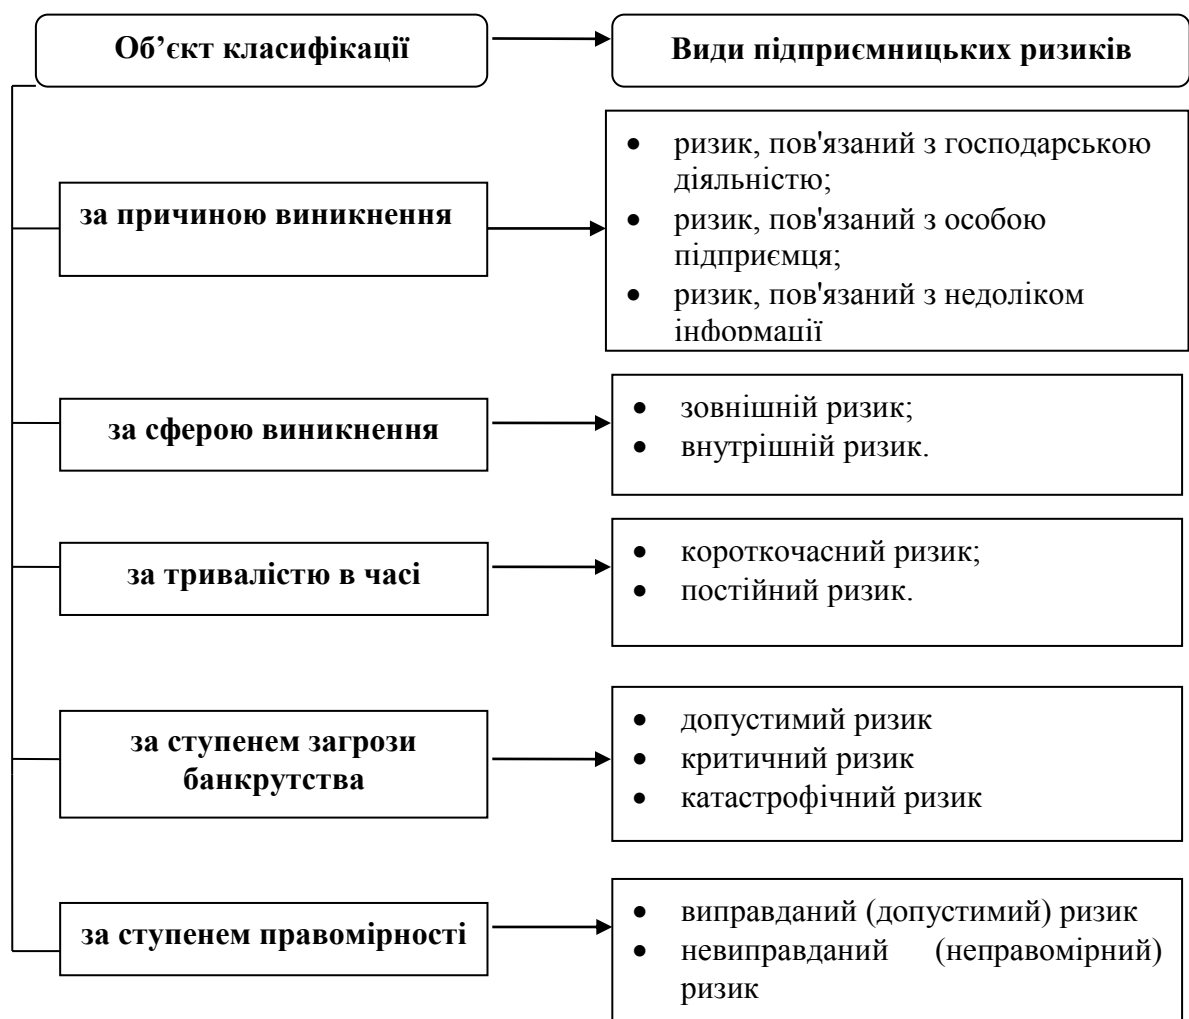 Об’єкт класифікації
Види підприємницьких ризиків
за причиною виникнення
• ризик, пов'язаний з господарською
діяльністю;
• ризик, пов'язаний з особою
підприємця;
• ризик, пов'язаний з недоліком
інформації
за сферою виникнення
• зовнішній ризик;
• внутрішній ризик.
за тривалістю в часі
• короткочасний ризик;
• постійний ризик.
за ступенем загрози
банкрутства
• допустимий ризик
• критичний ризик
• катастрофічний ризик
за ступенем правомірності
• виправданий (допустимий) ризик
• невиправданий (неправомірний)
ризик